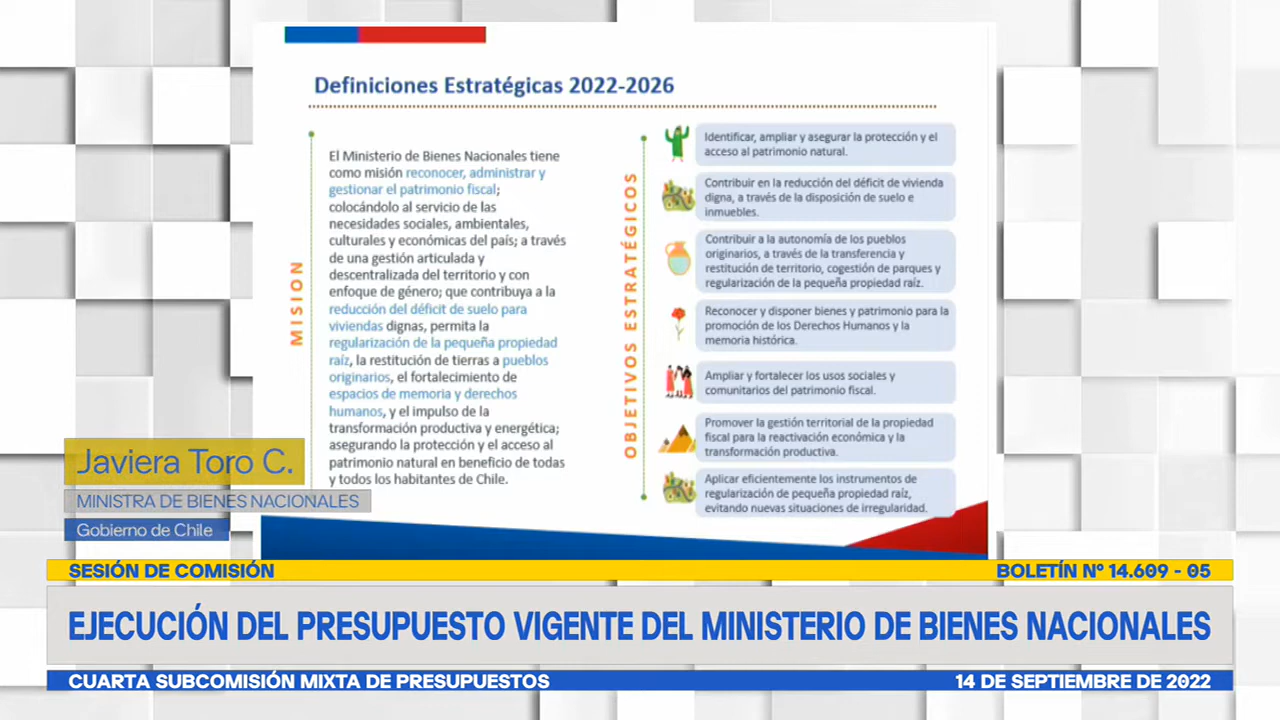 Definiciones Estratégicas 2022-2026
MISION
El Ministerio de Bienes Nacionales tiene
como misión reconocer, administrar y
gestionar el patrimonio fiscal;
colocándolo al servicio de las
necesidades sociales, ambientales,
culturales y económicas del país; a través
de una gestión articulada y
descentralizada del territorio y con
enfoque de género; que contribuya a la
reducción del déficit de suelo para
viviendas dignas, permita la
regularización de la pequeña propiedad
raíz, la restitución de tierras a pueblos
originarios, el fortalecimiento de
espacios de memoria y derechos
humanos, y el impulso de la
transformación productiva y energética;
asegurando la protección y el acceso al
patrimonio natural en beneficio de todas
y todos los habitantes de Chile.
OBJETIVOS ESTRATÉGICOS
Identificar, ampliar y asegurar la protección y el
acceso al patrimonio natural.
Contribuir en la reducción del déficit de vivienda
digna, a través de la disposición de suelo e
inmuebles.
Contribuir a la autonomía de los pueblos
originarios, a través de la transferencia y
restitución de territorio, cogestión de parques y
regularización de la pequeña propiedad raíz.
Reconocer y disponer bienes y patrimonio para la
promoción de los Derechos Humanos y la
memoria histórica.
Ampliar y fortalecer los usos sociales y
comunitarios del patrimonio fiscal.
Promover la gestión territorial de la propiedad
fiscal para la reactivación económica y la
transformación productiva.
Aplicar eficientemente los instrumentos de
regularización de pequeña propiedad raíz,
evitando nuevas situaciones de irregularidad.
Javiera Toro C.
MINISTRA DE BIENES NACIONALES
Gobierno de Chile
SESIÓN DE COMISIÓN
BOLETÍN Nº 14.609 - 05
EJECUCIÓN DEL PRESUPUESTO VIGENTE DEL MINISTERIO DE BIENES NACIONALES
CUARTA SUBCOMISIÓN MIXTA DE PRESUPUESTOS
14 DE SEPTIEMBRE DE 2022